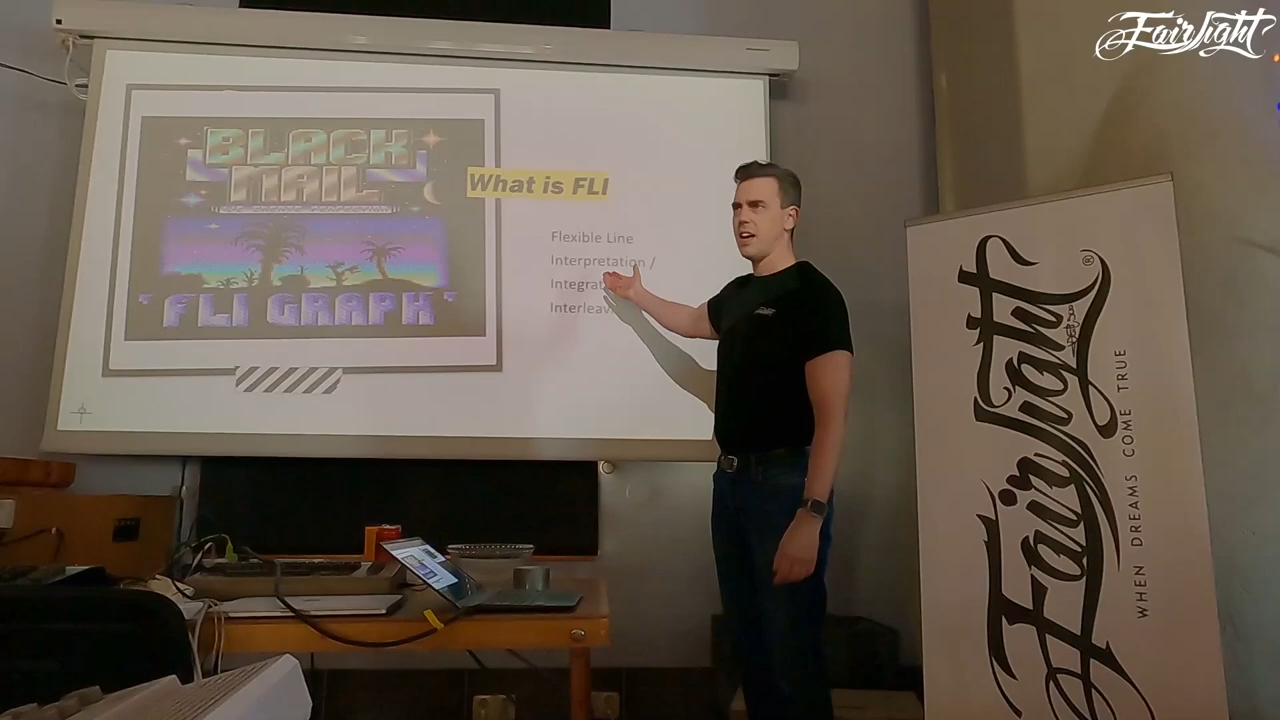 Fairlight
BLACK
MAIL
What is FLI
Flexible Line
Interpretation /
"FLI GRAPH"
Fairlight ®
WHEN DREAMS COME TRUE